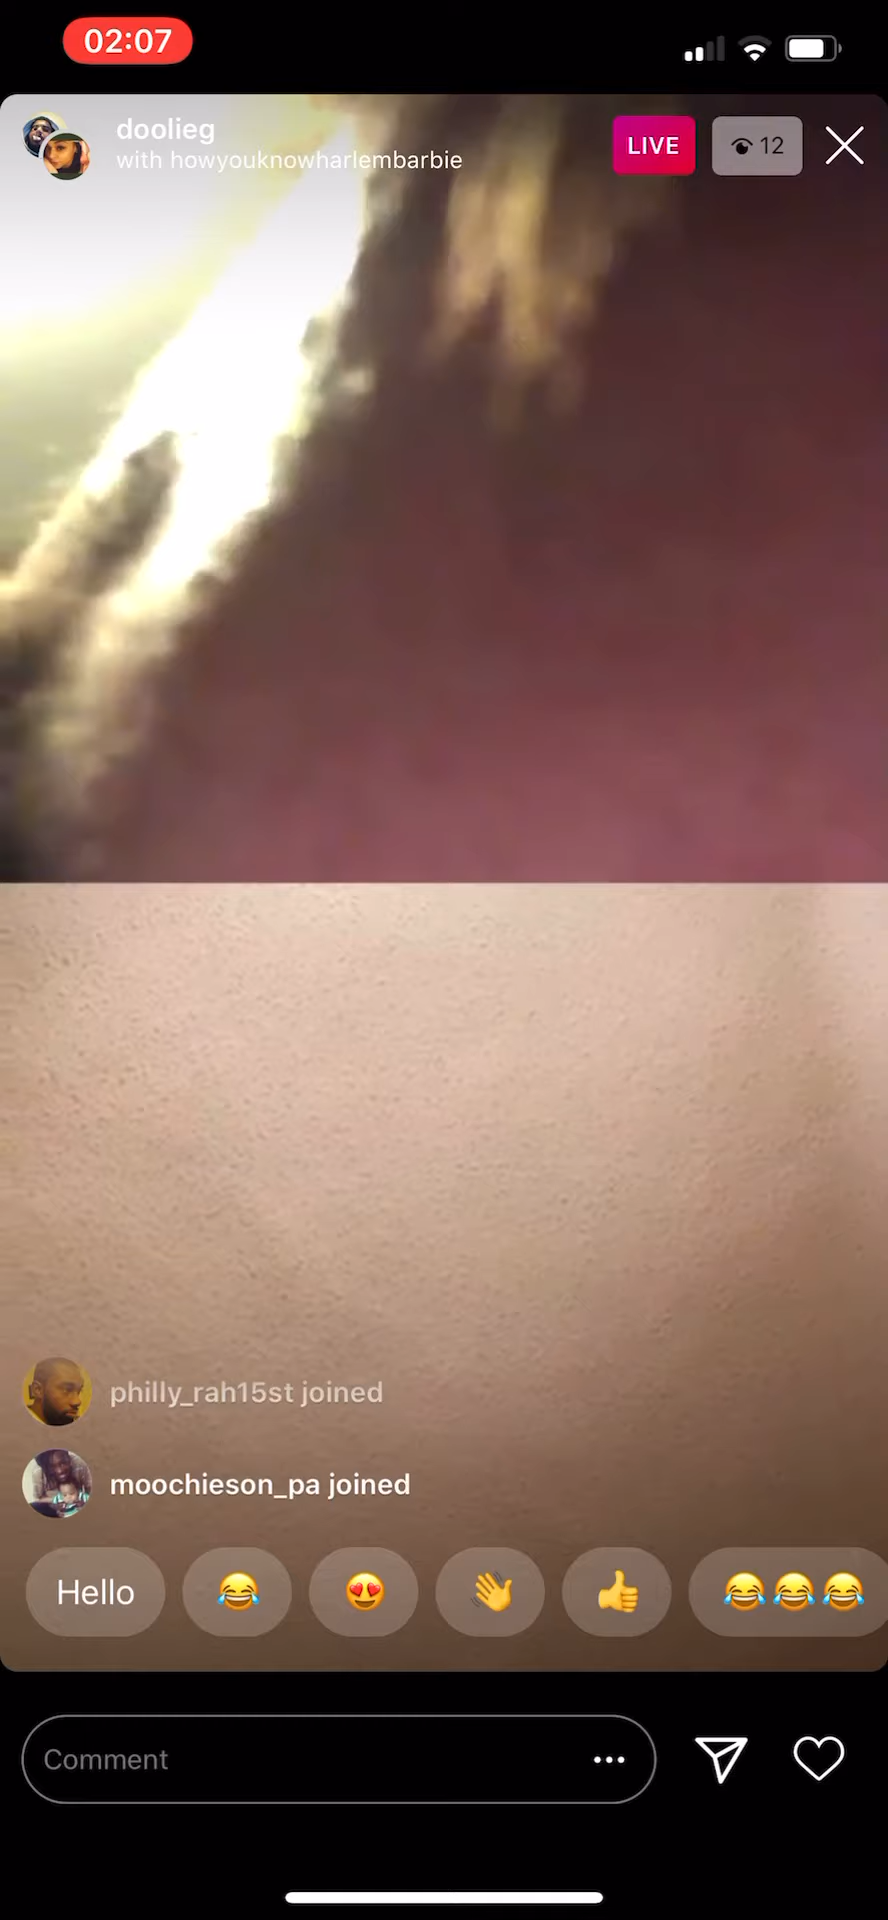 02:07
doolieg
with howyouknowharlembarbie
LIVE
12
philly_rah15st joined
moochieson_pa joined
Hello
Comment